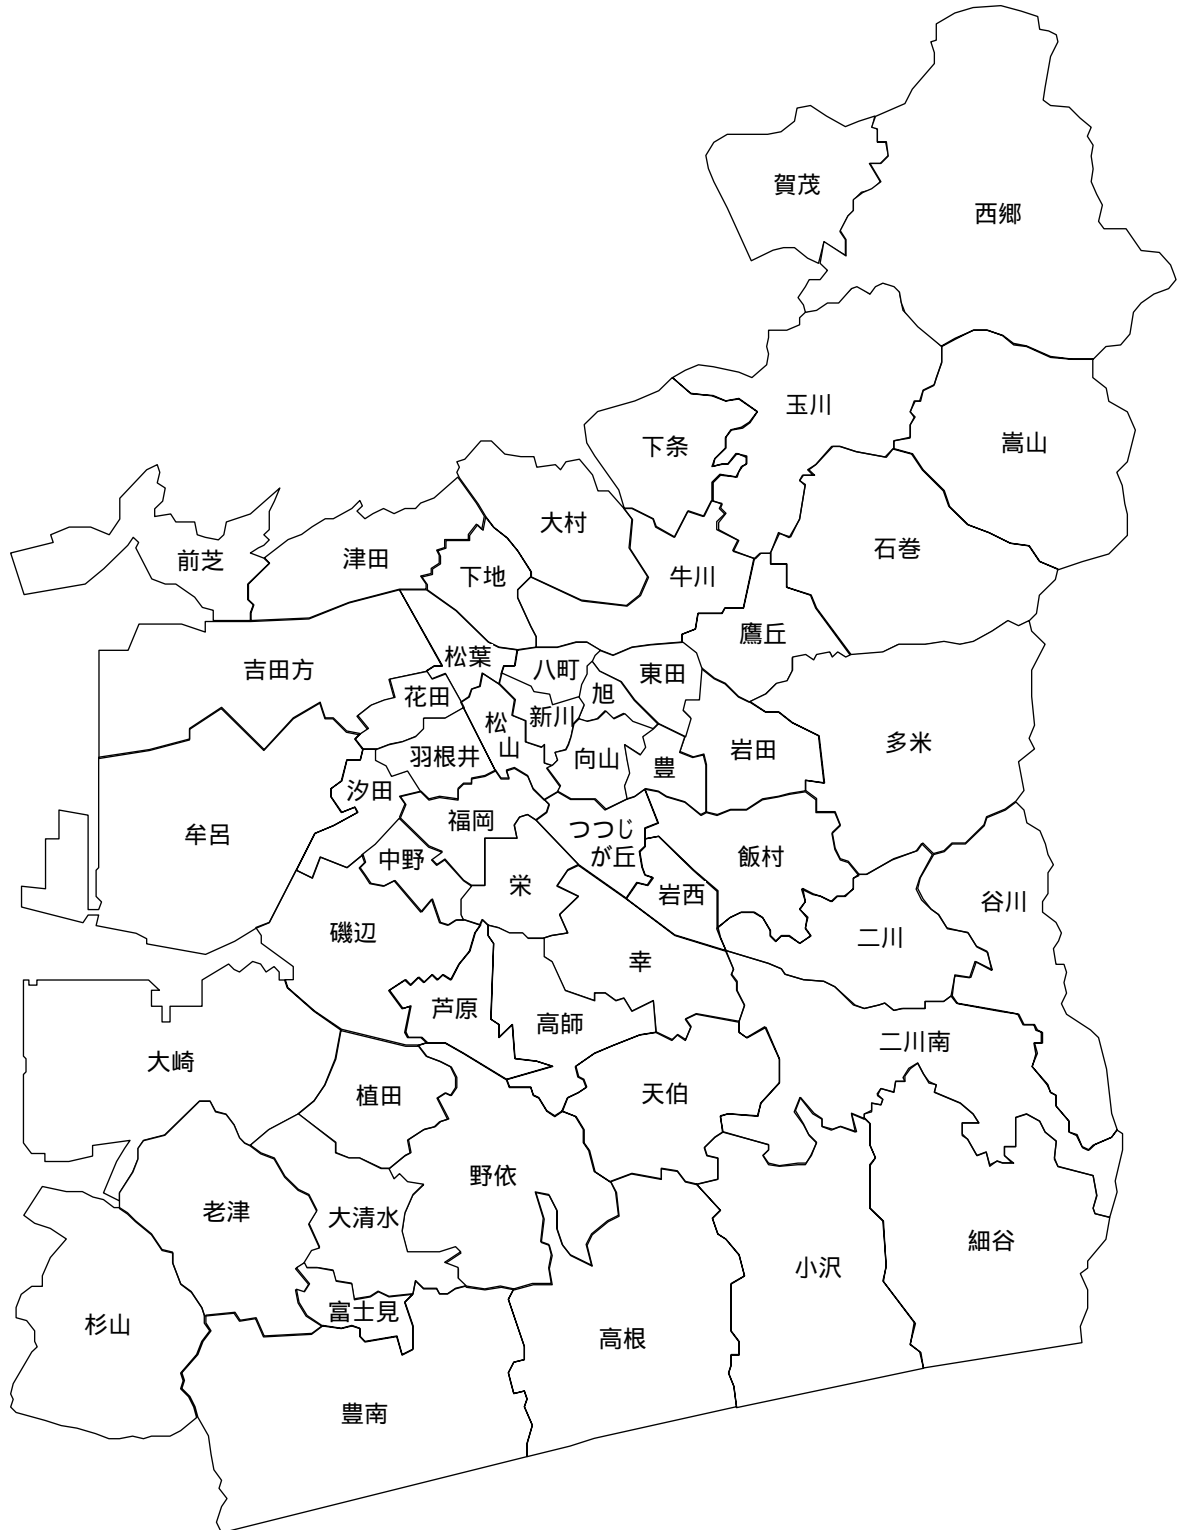 賀茂
西郷
玉川
下条
嵩山
大村
石巻
前芝
津田
下地
牛川
鷹丘
吉田方
松葉
八町
東田
花田
旭
新川
松
山
多米
岩田
羽根井
向山
豊
汐田
福岡
つつじ
が丘
牟呂
中野
飯村
栄
岩西
谷川
磯辺
二川
幸
芦原
高師
二川南
大崎
植田
天伯
野依
老津
大清水
細谷
小沢
富士見
杉山
高根
豊南